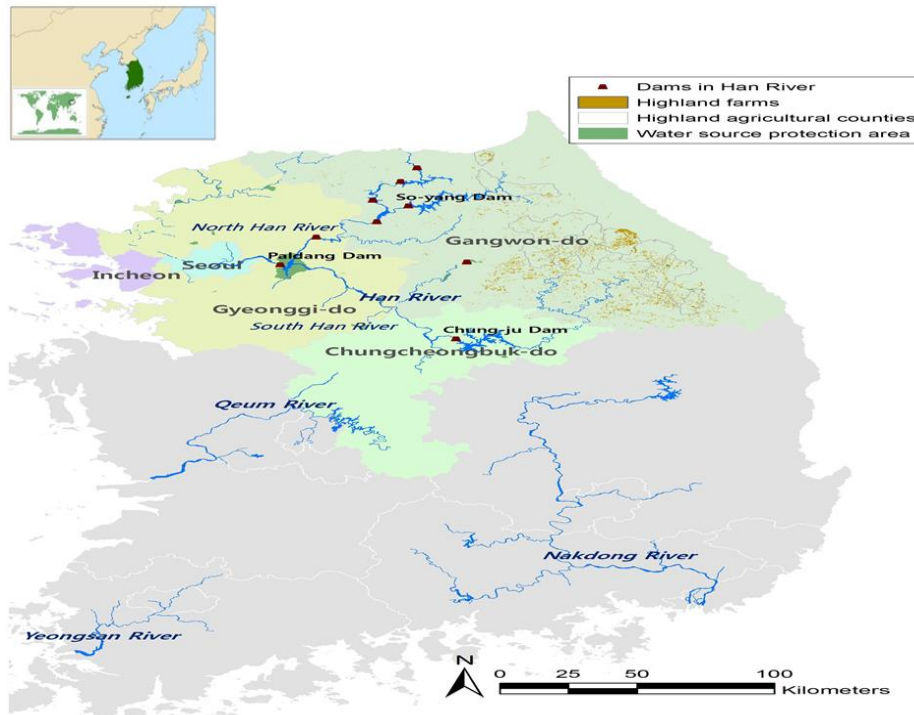 Dams in Han River
Highland farms
Highland agricultural counties
Water source protection area
So-yang Dam
North Han River
Gangwon-do
Paldang Dam
Seoul
Incheon
Han River
Gyeonggi-do
South Han River
Chung-ju Dam
Chungcheongbuk-do
Qeum River
Nakdong River
Yeongsan River
N
0 25 50 100
Kilometers